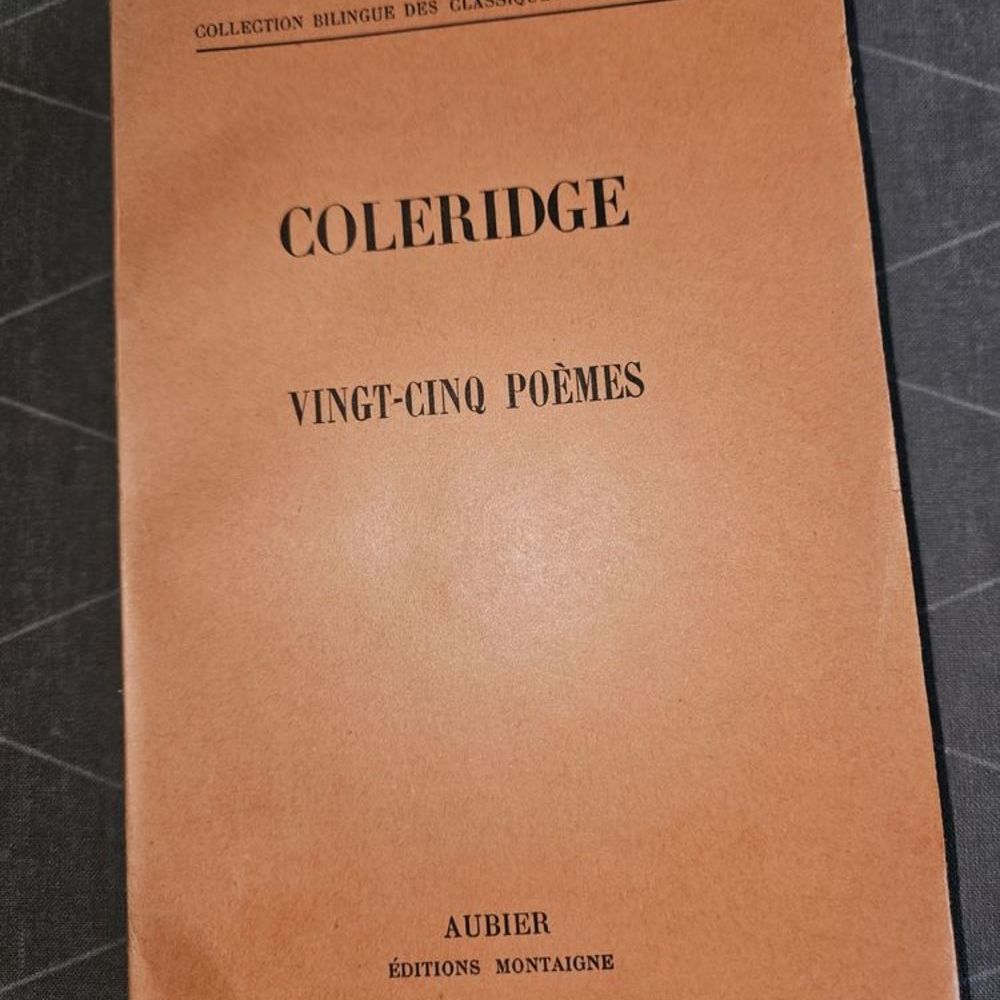 COLLECTION BILINGUE DES
COLERIDGE
VINGT-CINQ POÈMES
AUBIER
ÉDITIONS MONTAIGNE